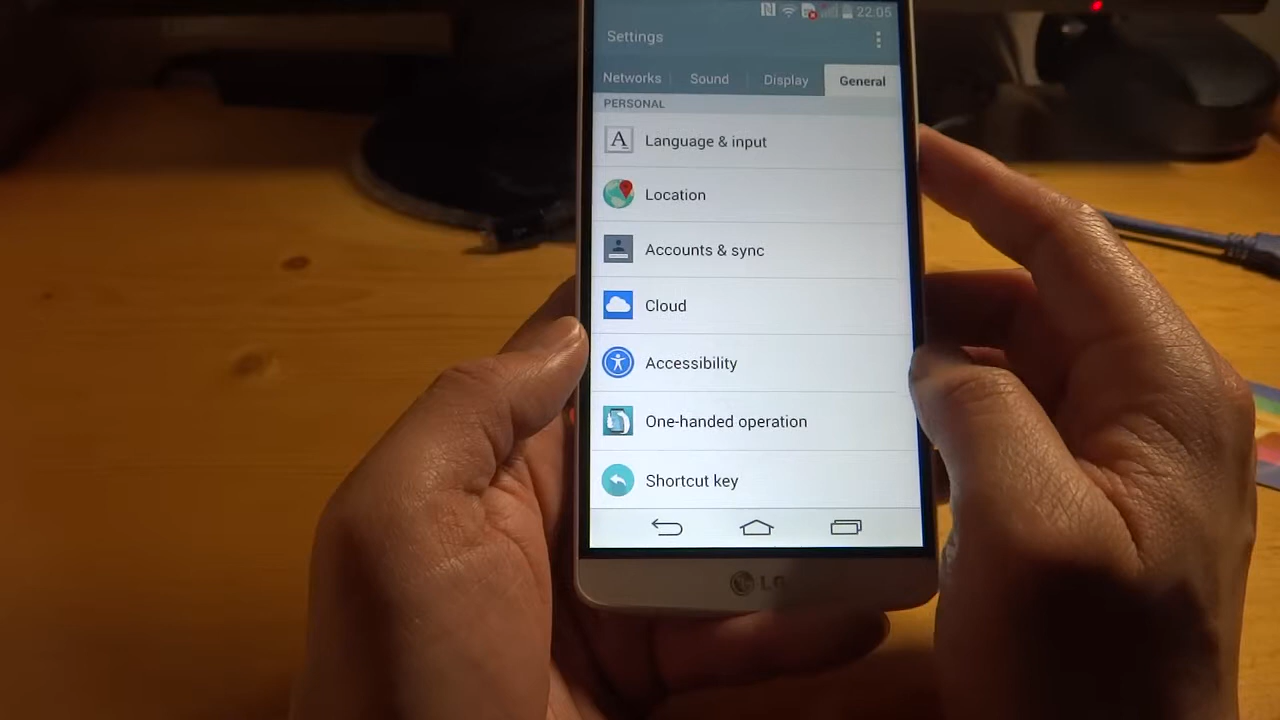 22:05
Settings
Networks Sound Display General
PERSONAL
Language & input
Location
Accounts & sync
Cloud
Accessibility
One-handed operation
Shortcut key
LG